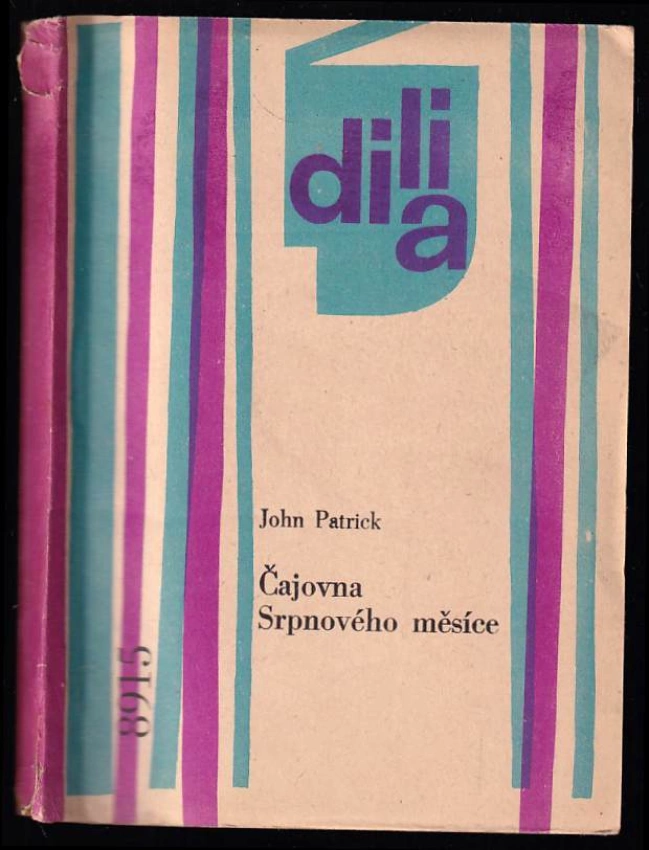 dili
a
John Patrick
Čajovna
Srpnového měsíce
8915